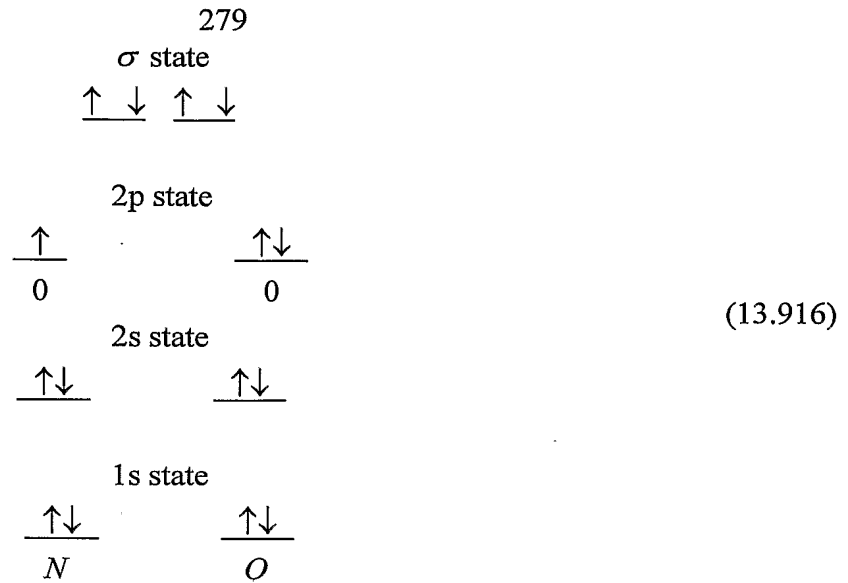 279
σ state
↑ ↓ ↑ ↓
2p state
↑ ↑↓
0 0
(13.916)
2s state
↑↓ ↑↓
1s state
↑↓ ↑↓
N O